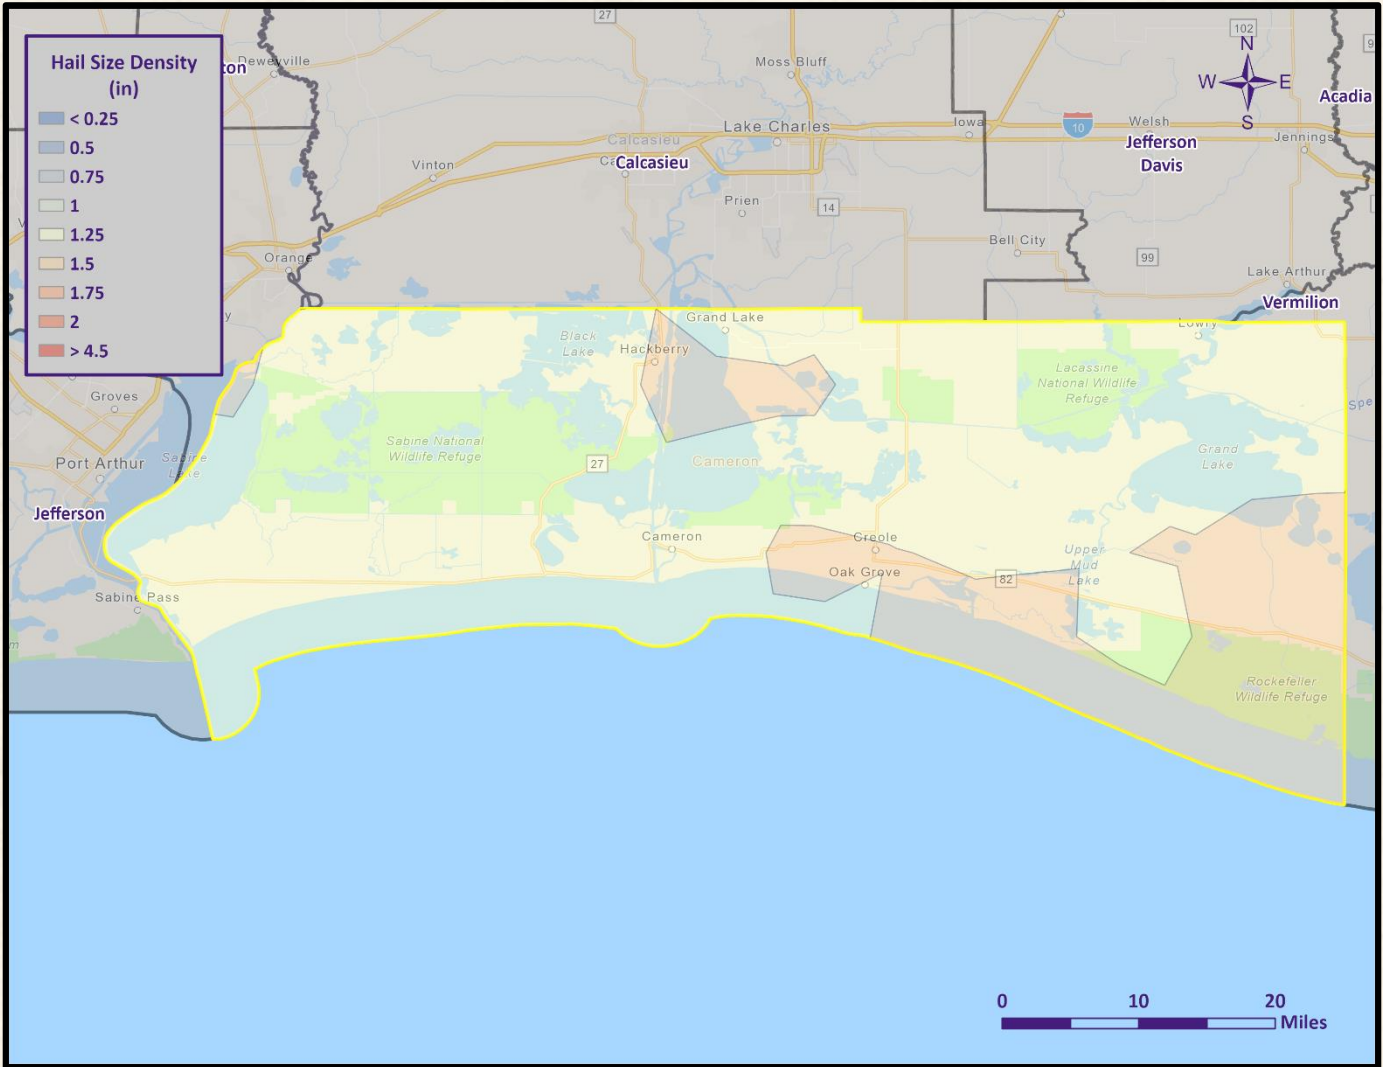 Hail Size Density
(in)
< 0.25
0.5
0.75
1
1.25
1.5
1.75
2
> 4.5
27
102
N
W
E
S
ton
Deweyville
Moss Bluff
Acadia
Lake Charles
Iowa
10
Welsh
Jennings
Calcasieu
Calcasieu
Jefferson
Davis
Vinton
Prien
14
Bell City
99
Orange
Lake Arthur
Vermilion
Grand Lake
Lowry
Black
Lake
Hackberry
Lacassine
National Wildlife
Refuge
Groves
Sabine National
Wildlife Refuge
27
Cameron
Grand
Lake
Port Arthur
Sabine
Lake
Jefferson
Cameron
Creole
Oak Grove
82
Upper
Mud
Lake
Sabine Pass
Rockefeller
Wildlife Refuge
0
10
20
Miles